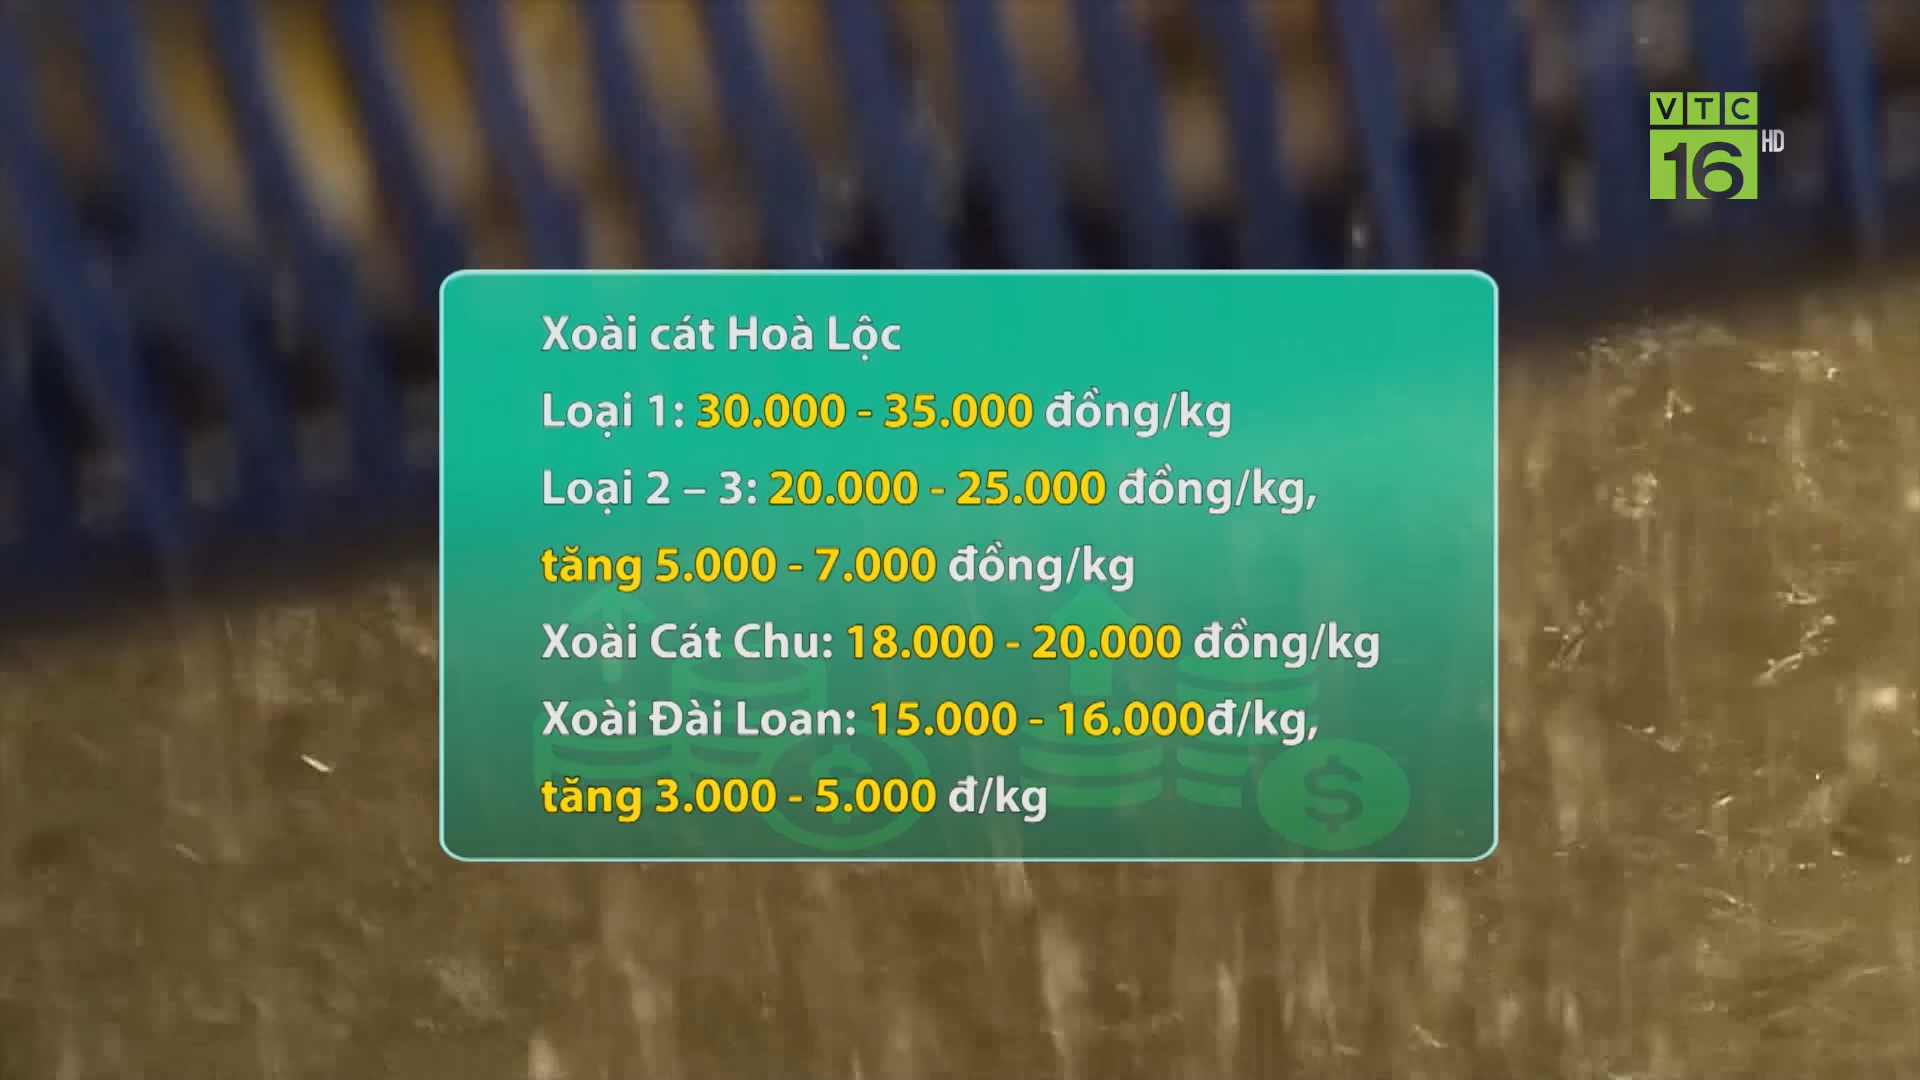 VTC
16 HD
Xoài cát Hoà Lộc
Loại 1: 30.000 - 35.000 đồng/kg
Loại 2 – 3: 20.000 - 25.000 đồng/kg,
tăng 5.000 - 7.000 đồng/kg
Xoài Cát Chu: 18.000 - 20.000 đồng/kg
Xoài Đài Loan: 15.000 - 16.000đ/kg,
tăng 3.000 - 5.000 đ/kg